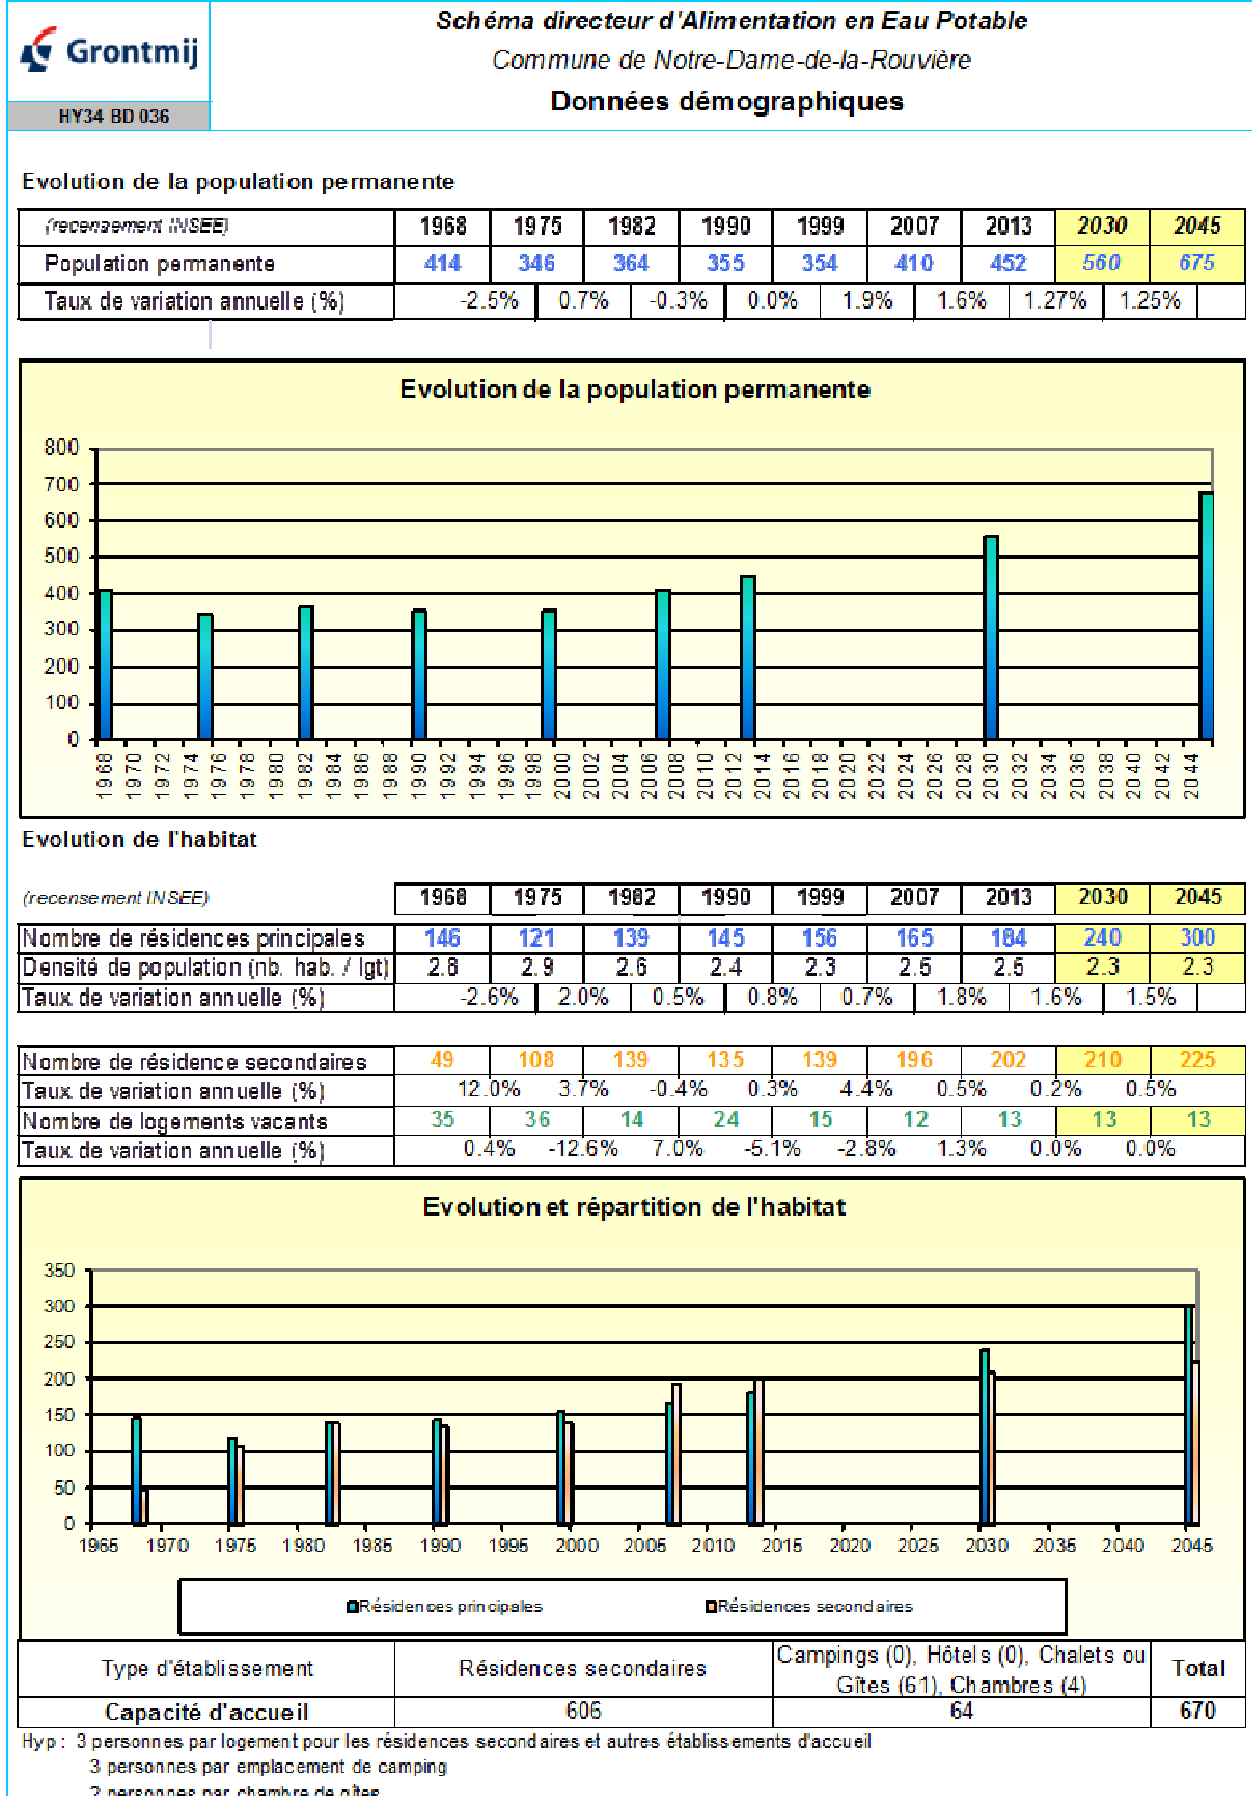 Grontmij
HY34 BD 036
Schéma directeur d'Alimentation en Eau Potable
Commune de Notre-Dame-de-la-Rouvière
Données démographiques
Evolution de la population permanente
(recensement INSEE) 1968 1975 1982 1990 1999 2007 2013 2030 2045
Population permanente 414 346 364 355 354 410 452 560 675
Taux de variation annuelle (%) -2.5% 0.7% -0.3% 0.0% 1.9% 1.6% 1.27% 1.25%
Evolution de la population permanente
800
700
600
500
400
300
200
100
0
1968 1970 1972 1974 1976 1978 1980 1982 1984 1986 1988 1990 1992 1994 1996 1998 2000 2002 2004 2006 2008 2010 2012 2014 2016 2018 2020 2022 2024 2026 2028 2030 2032 2034 2036 2038 2040 2042 2044
Evolution de l'habitat
(recensement INSEE) 1968 1975 1982 1990 1999 2007 2013 2030 2045
Nombre de résidences principales 146 121 139 145 156 165 184 240 300
Densité de population (nb. hab. / lgt) 2.8 2.9 2.6 2.4 2.3 2.5 2.5 2.3 2.3
Taux de variation annuelle (%) -2.6% 2.0% 0.5% 0.8% 0.7% 1.8% 1.6% 1.5%
Nombre de résidence secondaires 49 108 139 135 139 196 202 210 225
Taux de variation annuelle (%) 12.0% 3.7% -0.4% 0.3% 4.4% 0.5% 0.2% 0.5%
Nombre de logements vacants 35 36 14 24 15 12 13 13 13
Taux de variation annuelle (%) 0.4% -12.6% 7.0% -5.1% -2.8% 1.3% 0.0% 0.0%
Evolution et répartition de l'habitat
350
300
250
200
150
100
50
0
1965 1970 1975 1980 1985 1990 1995 2000 2005 2010 2015 2020 2025 2030 2035 2040 2045
Résidences principales Résidences secondaires
Type d'établissement Résidences secondaires Campings (0), Hôtels (0), Chalets ou Total
Gîtes (61), Chambres (4)
Capacité d'accueil 606 64 670
Hyp : 3 personnes par logement pour les résidences secondaires et autres établissements d'accueil
3 personnes par emplacement de camping
2 personnes par chambre de gîtes